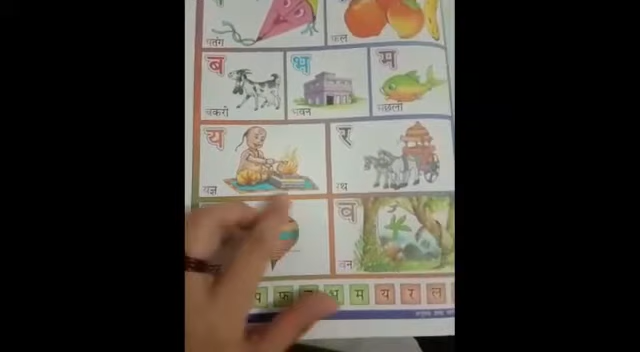 पतंग
फल
ब
भ
म
बकरी
भवन
मछली
य
र
यज्ञ
रथ
व
वन
प फ भ म य र ल